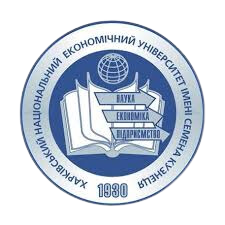 ХАРКІВСЬКИЙ НАЦІОНАЛЬНИЙ ЕКОНОМІЧНИЙ УНІВЕРСИТЕТ ІМЕНІ СЕМЕНА КУЗНЕЦЯ
НАУКА
ЕКОНОМІКА
ПІДПРИЄМСТВО
1930